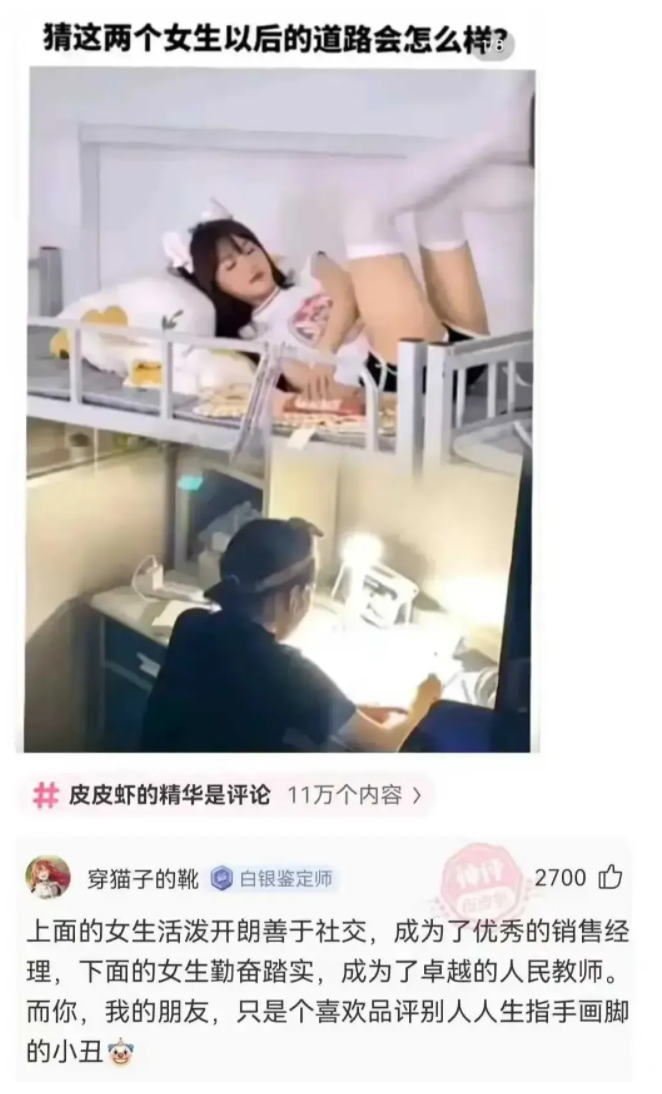 猜这两个女生以后的道路会怎么样?
皮皮虾的精华是评论 11万个内容 >
穿猫子的靴 白银鉴定师 2700
神评
上面的女生活泼开朗善于社交，成为了优秀的销售经
理，下面的女生勤奋踏实，成为了卓越的人民教师。
而你，我的朋友，只是个喜欢品评别人人生指手画脚
的小丑🤡